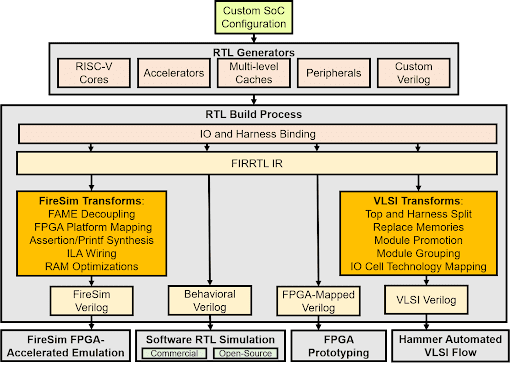 Custom SoC
Configuration
RTL Generators
RISC-V
Cores
Accelerators
Multi-level
Caches
Peripherals
Custom
Verilog
RTL Build Process
IO and Harness Binding
FIRRTL IR
FireSim Transforms:
FAME Decoupling
FPGA Platform Mapping
Assertion/Printf Synthesis
ILA Wiring
RAM Optimizations
VLSI Transforms:
Top and Harness Split
Replace Memories
Module Promotion
Module Grouping
IO Cell Technology Mapping
FireSim
Verilog
Behavioral
Verilog
FPGA-Mapped
Verilog
VLSI Verilog
FireSim FPGA-
Accelerated Emulation
Software RTL Simulation
Commercial
Open-Source
FPGA
Prototyping
Hammer Automated
VLSI Flow